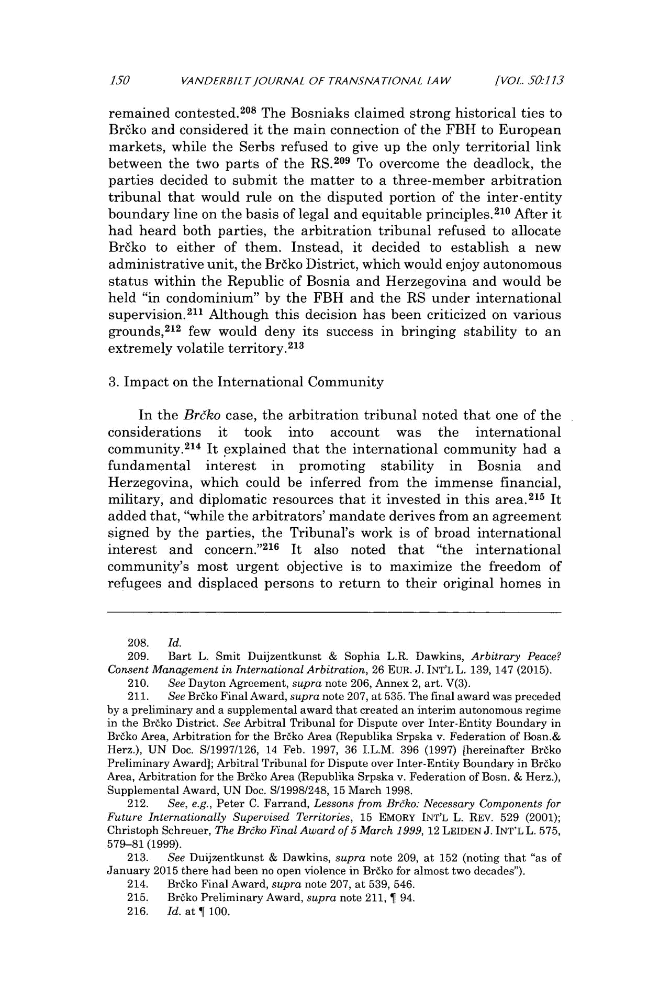 150 VANDERBILT JOURNAL OF TRANSNATIONAL LAW [VOL. 50:113
remained contested.208 The Bosniaks claimed strong historical ties to
Brčko and considered it the main connection of the FBH to European
markets, while the Serbs refused to give up the only territorial link
between the two parts of the RS.209 To overcome the deadlock, the
parties decided to submit the matter to a three-member arbitration
tribunal that would rule on the disputed portion of the inter-entity
boundary line on the basis of legal and equitable principles.210 After it
had heard both parties, the arbitration tribunal refused to allocate
Brčko to either of them. Instead, it decided to establish a new
administrative unit, the Brčko District, which would enjoy autonomous
status within the Republic of Bosnia and Herzegovina and would be
held “in condominium” by the FBH and the RS under international
supervision.211 Although this decision has been criticized on various
grounds,212 few would deny its success in bringing stability to an
extremely volatile territory.213
3. Impact on the International Community
In the Brčko case, the arbitration tribunal noted that one of the
considerations it took into account was the international
community.214 It explained that the international community had a
fundamental interest in promoting stability in Bosnia and
Herzegovina, which could be inferred from the immense financial,
military, and diplomatic resources that it invested in this area.215 It
added that, “while the arbitrators’ mandate derives from an agreement
signed by the parties, the Tribunal’s work is of broad international
interest and concern.”216 It also noted that “the international
community’s most urgent objective is to maximize the freedom of
refugees and displaced persons to return to their original homes in
208. Id.
209. Bart L. Smit Duijzentkunst & Sophia L.R. Dawkins, Arbitrary Peace?
Consent Management in International Arbitration, 26 EUR. J. INT’L L. 139, 147 (2015).
210. See Dayton Agreement, supra note 206, Annex 2, art. V(3).
211. See Brčko Final Award, supra note 207, at 535. The final award was preceded
by a preliminary and a supplemental award that created an interim autonomous regime
in the Brčko District. See Arbitral Tribunal for Dispute over Inter-Entity Boundary in
Brčko Area, Arbitration for the Brčko Area (Republika Srpska v. Federation of Bosn.&
Herz.), UN Doc. S/1997/126, 14 Feb. 1997, 36 I.L.M. 396 (1997) [hereinafter Brčko
Preliminary Award]; Arbitral Tribunal for Dispute over Inter-Entity Boundary in Brčko
Area, Arbitration for the Brčko Area (Republika Srpska v. Federation of Bosn. & Herz.),
Supplemental Award, UN Doc. S/1998/248, 15 March 1998.
212. See, e.g., Peter C. Farrand, Lessons from Brčko: Necessary Components for
Future Internationally Supervised Territories, 15 EMORY INT’L L. REV. 529 (2001);
Christoph Schreuer, The Brčko Final Award of 5 March 1999, 12 LEIDEN J. INT’L L. 575,
579–81 (1999).
213. See Duijzentkunst & Dawkins, supra note 209, at 152 (noting that “as of
January 2015 there had been no open violence in Brčko for almost two decades”).
214. Brčko Final Award, supra note 207, at 539, 546.
215. Brčko Preliminary Award, supra note 211, ¶ 94.
216. Id. at ¶ 100.